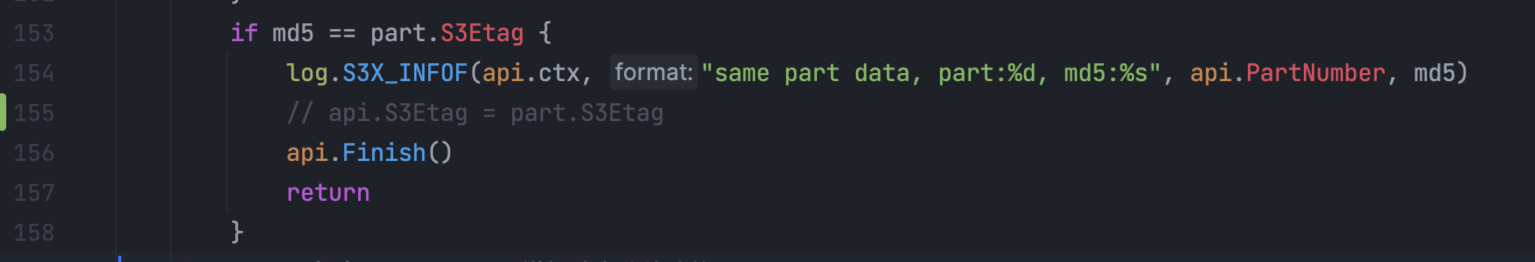 153 if md5 == part.S3Etag {
154 log.S3X_INFOF(api.ctx, format: "same part data, part:%d, md5:%s", api.PartNumber, md5)
155 // api.S3Etag = part.S3Etag
156 api.Finish()
157 return
158 }